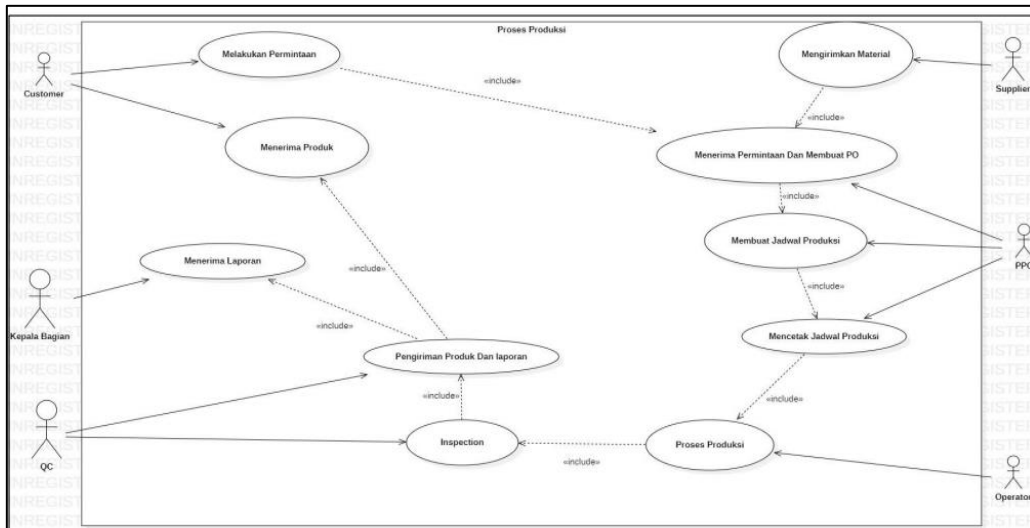 Proses Produksi
Melakukan Permintaan
Mengirimkan Material
Customer
Supplier
«include»
«include»
Menerima Produk
Menerima Permintaan Dan Membuat PO
«include»
Membuat Jadwal Produksi
Menerima Laporan
«include»
«include»
Kepala Bagian
«include»
Mencetak Jadwal Produksi
Pengiriman Produk Dan laporan
«include»
«include»
QC
Inspection
«include»
Proses Produksi
Operator